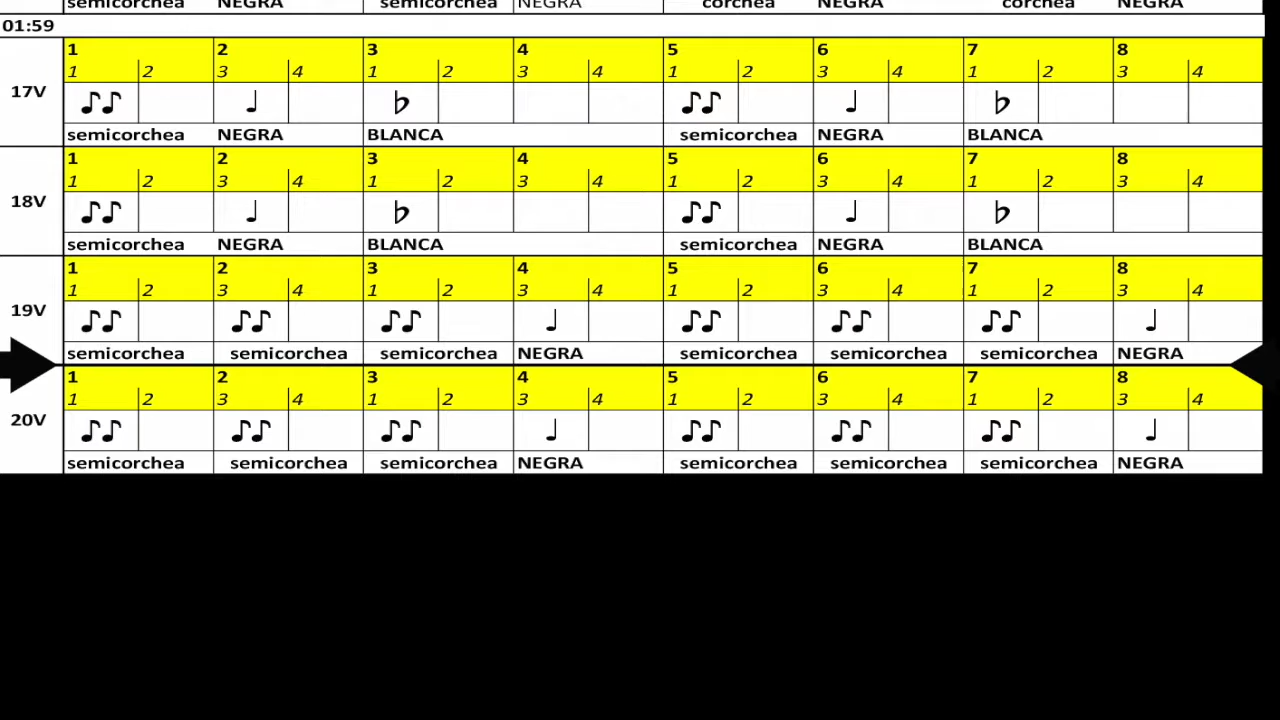 semicorchea NEGRA semicorchea NEGRA corchea NEGRA corchea NEGRA
01:59
1 2 3 4 5 6 7 8
1 2 3 4 1 2 3 4 1 2 3 4 1 2 3 4
17V
♪♪ ♩ ♭ ♪♪ ♩ ♭
semicorchea NEGRA BLANCA semicorchea NEGRA BLANCA
1 2 3 4 5 6 7 8
1 2 3 4 1 2 3 4 1 2 3 4 1 2 3 4
18V
♪♪ ♩ ♭ ♪♪ ♩ ♭
semicorchea NEGRA BLANCA semicorchea NEGRA BLANCA
1 2 3 4 5 6 7 8
1 2 3 4 1 2 3 4 1 2 3 4 1 2 3 4
19V
♪♪ ♪♪ ♪♪ ♩ ♪♪ ♪♪ ♪♪ ♩
semicorchea semicorchea semicorchea NEGRA semicorchea semicorchea semicorchea NEGRA
1 2 3 4 5 6 7 8
1 2 3 4 1 2 3 4 1 2 3 4 1 2 3 4
20V
♪♪ ♪♪ ♪♪ ♩ ♪♪ ♪♪ ♪♪ ♩
semicorchea semicorchea semicorchea NEGRA semicorchea semicorchea semicorchea NEGRA